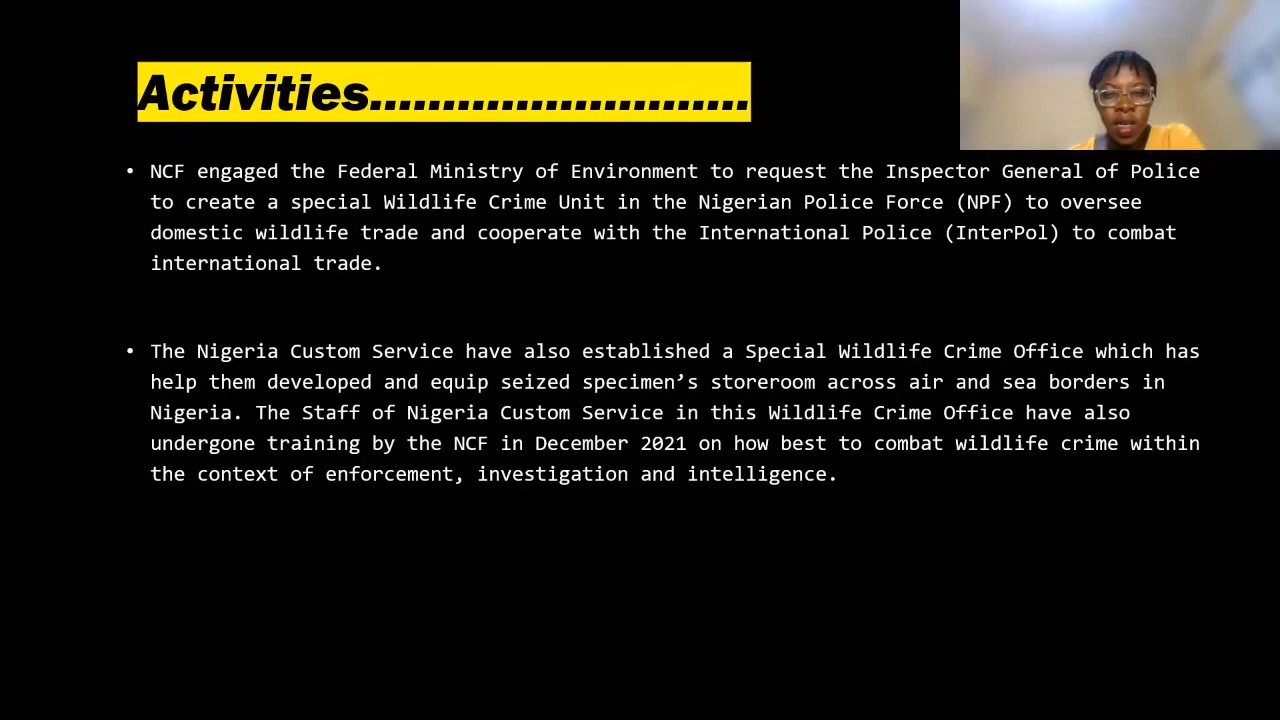 Activities..........................
• NCF engaged the Federal Ministry of Environment to request the Inspector General of Police
to create a special Wildlife Crime Unit in the Nigerian Police Force (NPF) to oversee
domestic wildlife trade and cooperate with the International Police (InterPol) to combat
international trade.
• The Nigeria Custom Service have also established a Special Wildlife Crime Office which has
help them developed and equip seized specimen’s storeroom across air and sea borders in
Nigeria. The Staff of Nigeria Custom Service in this Wildlife Crime Office have also
undergone training by the NCF in December 2021 on how best to combat wildlife crime within
the context of enforcement, investigation and intelligence.